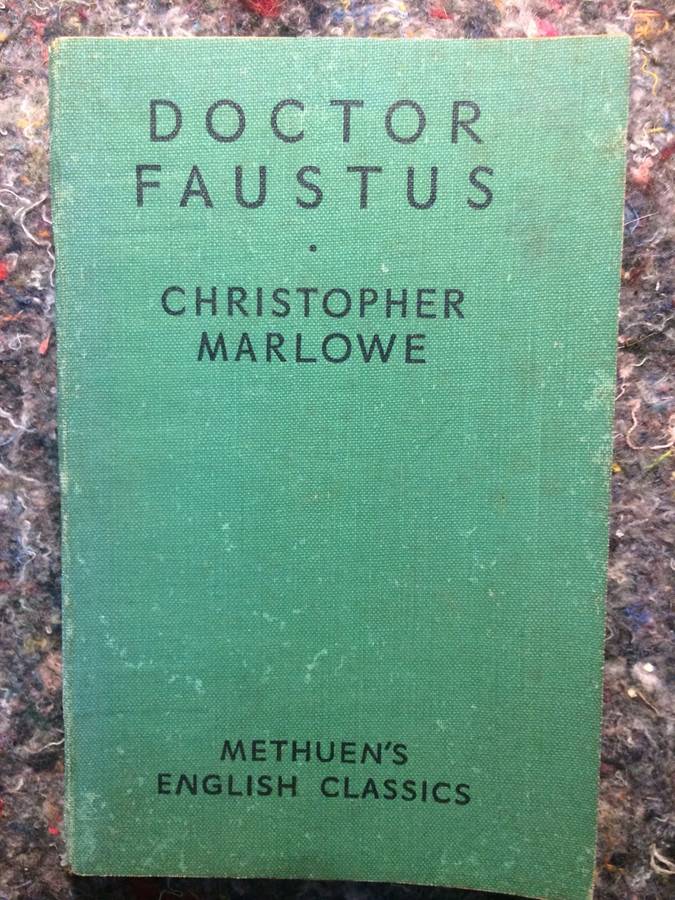 DOCTOR
FAUSTUS
·
CHRISTOPHER
MARLOWE
METHUEN'S
ENGLISH CLASSICS